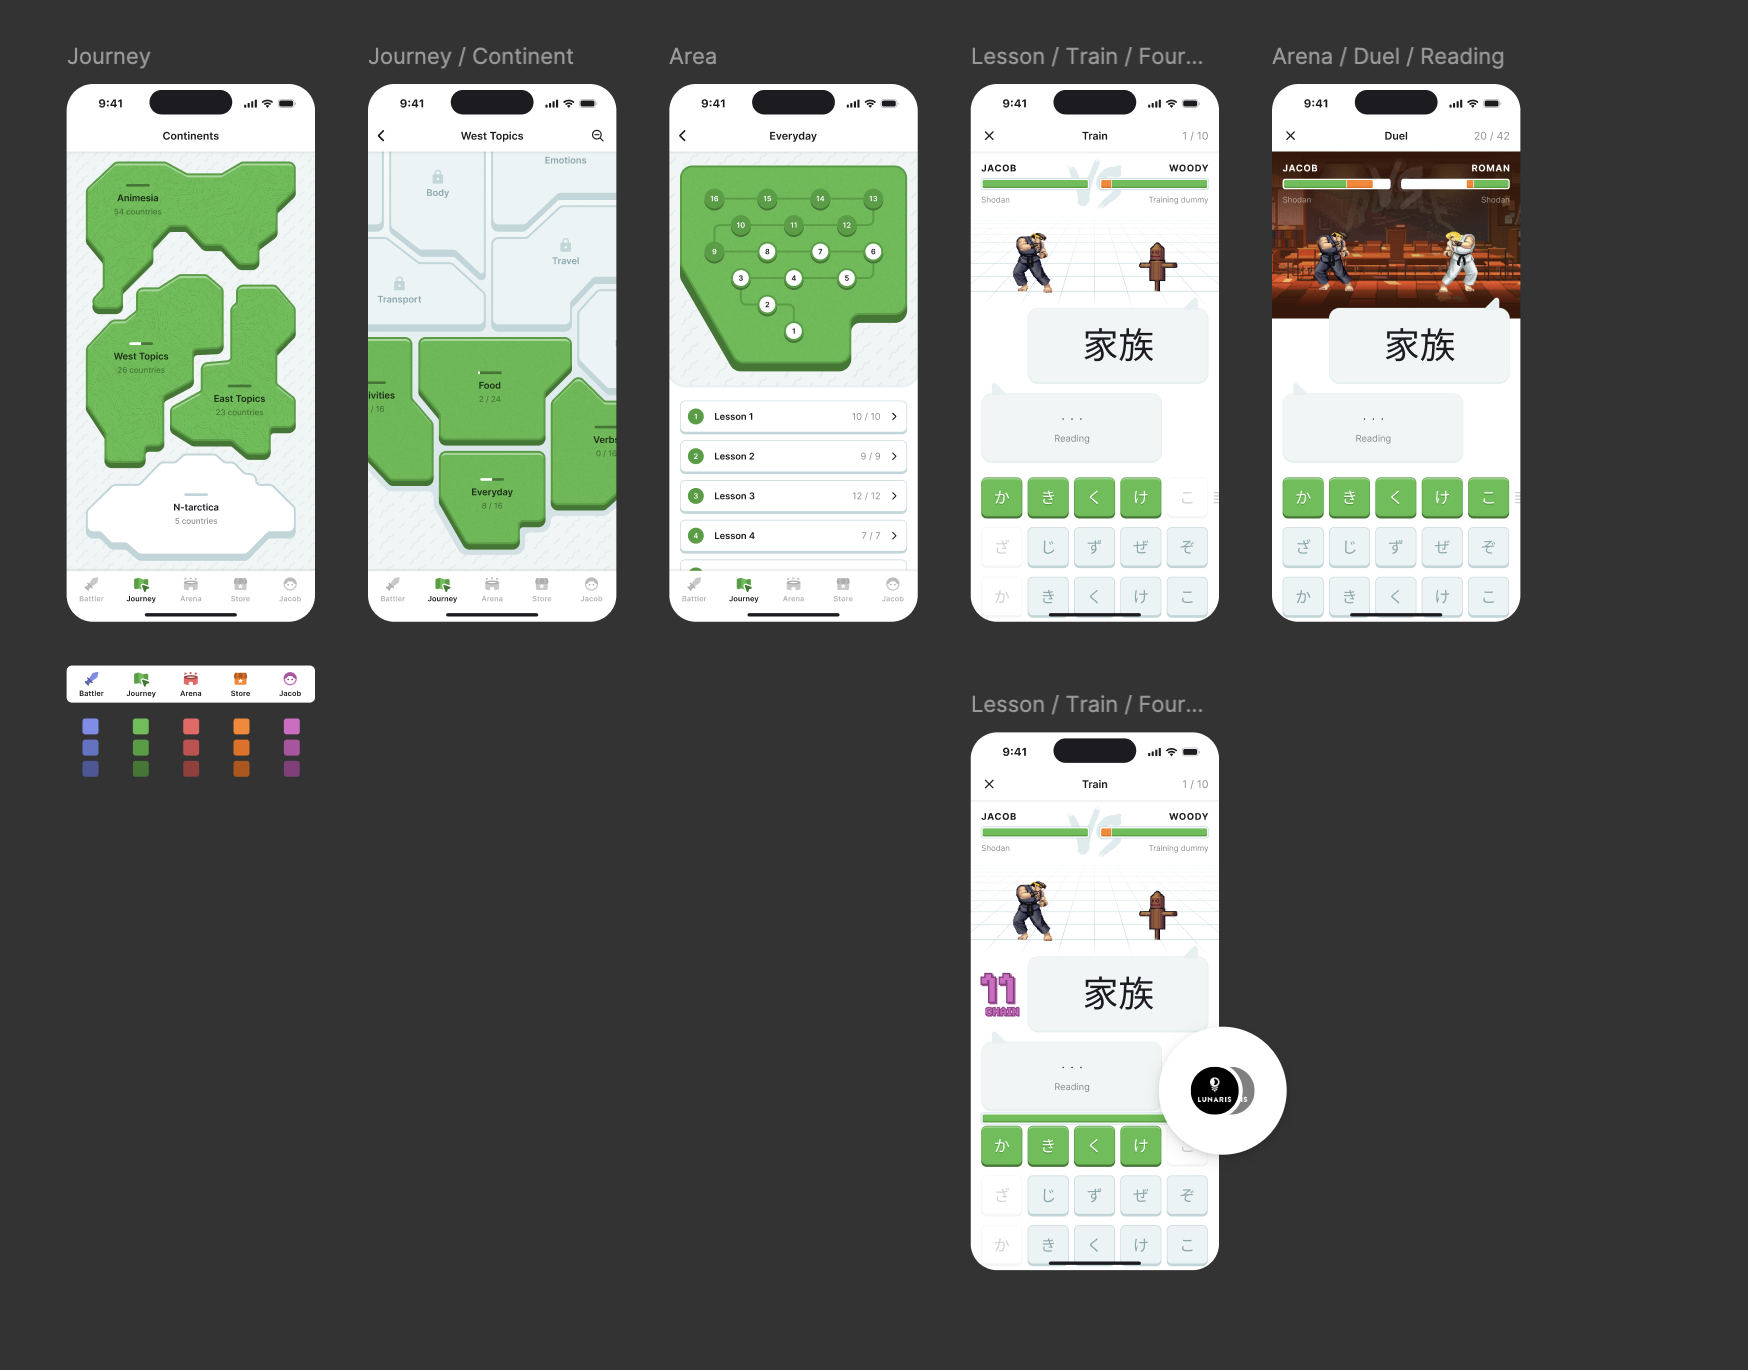 Journey
9:41
Continents
Animesia
54 countries
West Topics
26 countries
East Topics
23 countries
N-tarctica
5 countries
Battler
Journey
Arena
Store
Jacob
Journey / Continent
9:41
West Topics
Emotions
Body
Travel
Transport
ivities
/ 16
Food
2 / 24
Verbs
0 / 16
Everyday
8 / 16
Battler
Journey
Arena
Store
Jacob
Area
9:41
Everyday
16 15 14 13
10 11 12
9 8 7 6
3 4 5
2
1
1 Lesson 1 10 / 10
2 Lesson 2 9 / 9
3 Lesson 3 12 / 12
4 Lesson 4 7 / 7
Battler
Journey
Arena
Store
Jacob
Lesson / Train / Four...
9:41
Train 1 / 10
JACOB VS WOODY
Shodan Training dummy
家族
...
Reading
か き く け こ
ざ じ ず ぜ ぞ
か き く け こ
Arena / Duel / Reading
9:41
Duel 20 / 42
JACOB ROMAN
Shodan Shodan
家族
...
Reading
か き く け こ
ざ じ ず ぜ ぞ
か き く け こ
Battler
Journey
Arena
Store
Jacob
Lesson / Train / Four...
9:41
Train 1 / 10
JACOB VS WOODY
Shodan Training dummy
11
CHAIN
家族
...
Reading
LUNARIS
か き く け こ
ざ じ ず ぜ ぞ
か き く け こ